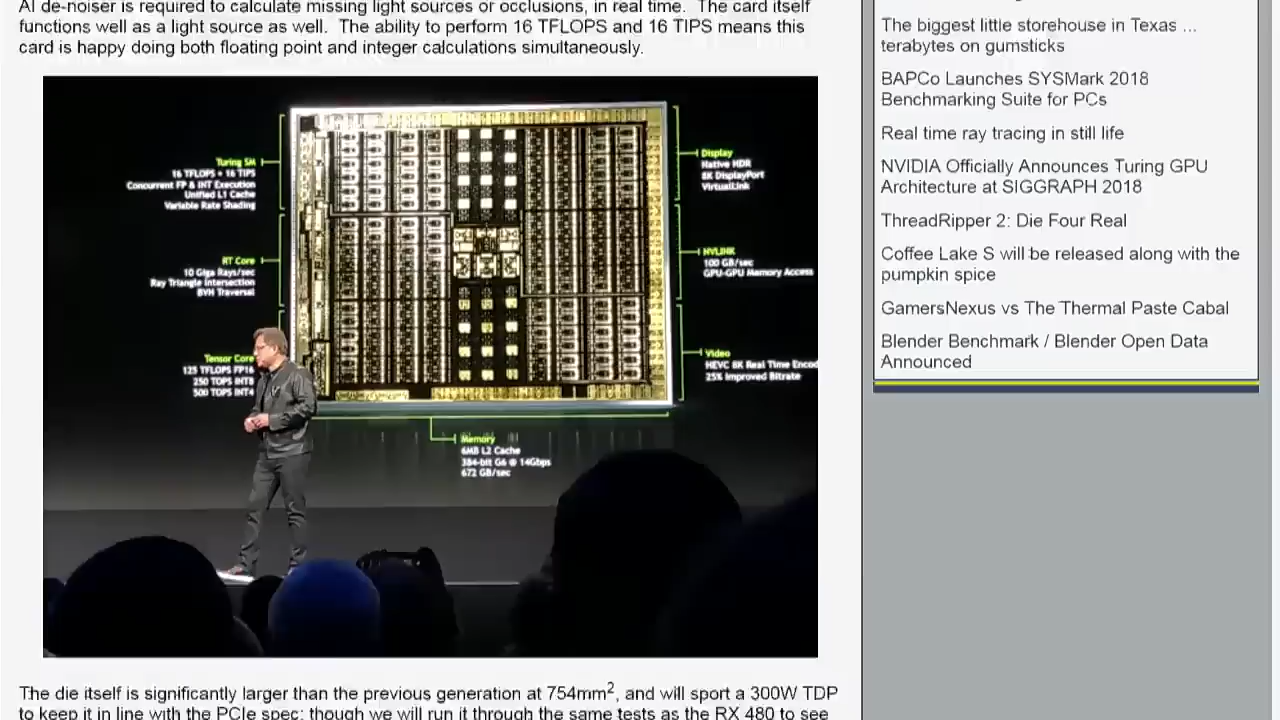 AI de-noiser is required to calculate missing light sources or occlusions, in real time. The card itself
functions well as a light source as well. The ability to perform 16 TFLOPS and 16 TIPS means this
card is happy doing both floating point and integer calculations simultaneously.
Turing SM
16 TFLOPS + 16 TIPS
Concurrent FP & INT Execution
Unified L1 Cache
Variable Rate Shading
RT Core
10 Giga Rays/sec
Ray Triangle Intersection
BVH Traversal
Tensor Core
125 TFLOPS FP16
250 TOPS INT8
500 TOPS INT4
Display
Native HDR
8K DisplayPort
VirtualLink
NVLINK
100 GB/sec
GPU-GPU Memory Access
Video
HEVC 8K Real Time Encod
25% Improved Bitrate
Memory
6MB L2 Cache
384-bit G6 @ 14Gbps
672 GB/sec
The die itself is significantly larger than the previous generation at 754mm², and will sport a 300W TDP
to keep it in line with the PCIe spec; though we will run it through the same tests as the RX 480 to see
The biggest little storehouse in Texas ...
terabytes on gumsticks
BAPCo Launches SYSMark 2018
Benchmarking Suite for PCs
Real time ray tracing in still life
NVIDIA Officially Announces Turing GPU
Architecture at SIGGRAPH 2018
ThreadRipper 2: Die Four Real
Coffee Lake S will be released along with the
pumpkin spice
GamersNexus vs The Thermal Paste Cabal
Blender Benchmark / Blender Open Data
Announced